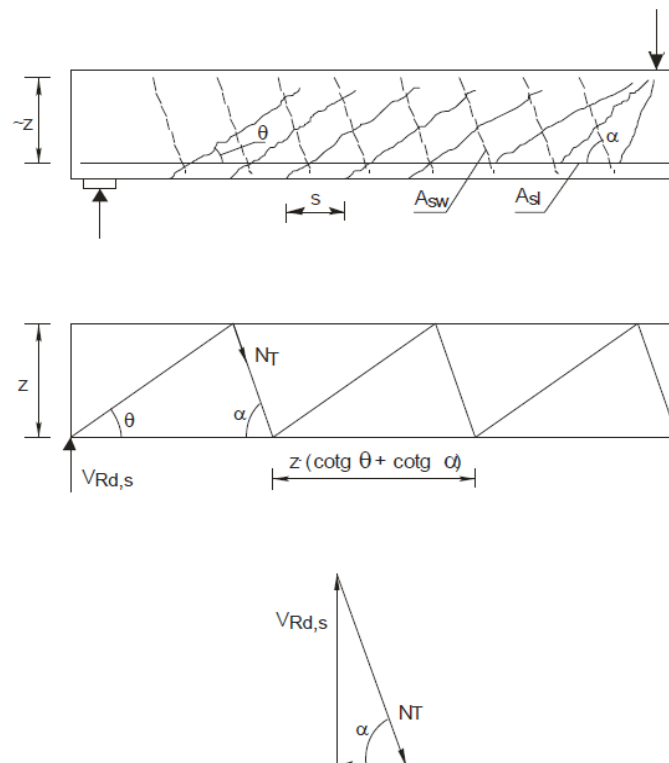 ~z
θ
α
s
Asw
Asl
z
NT
θ
α
VRd,s
z·(cotg θ + cotg α)
VRd,s
NT
α